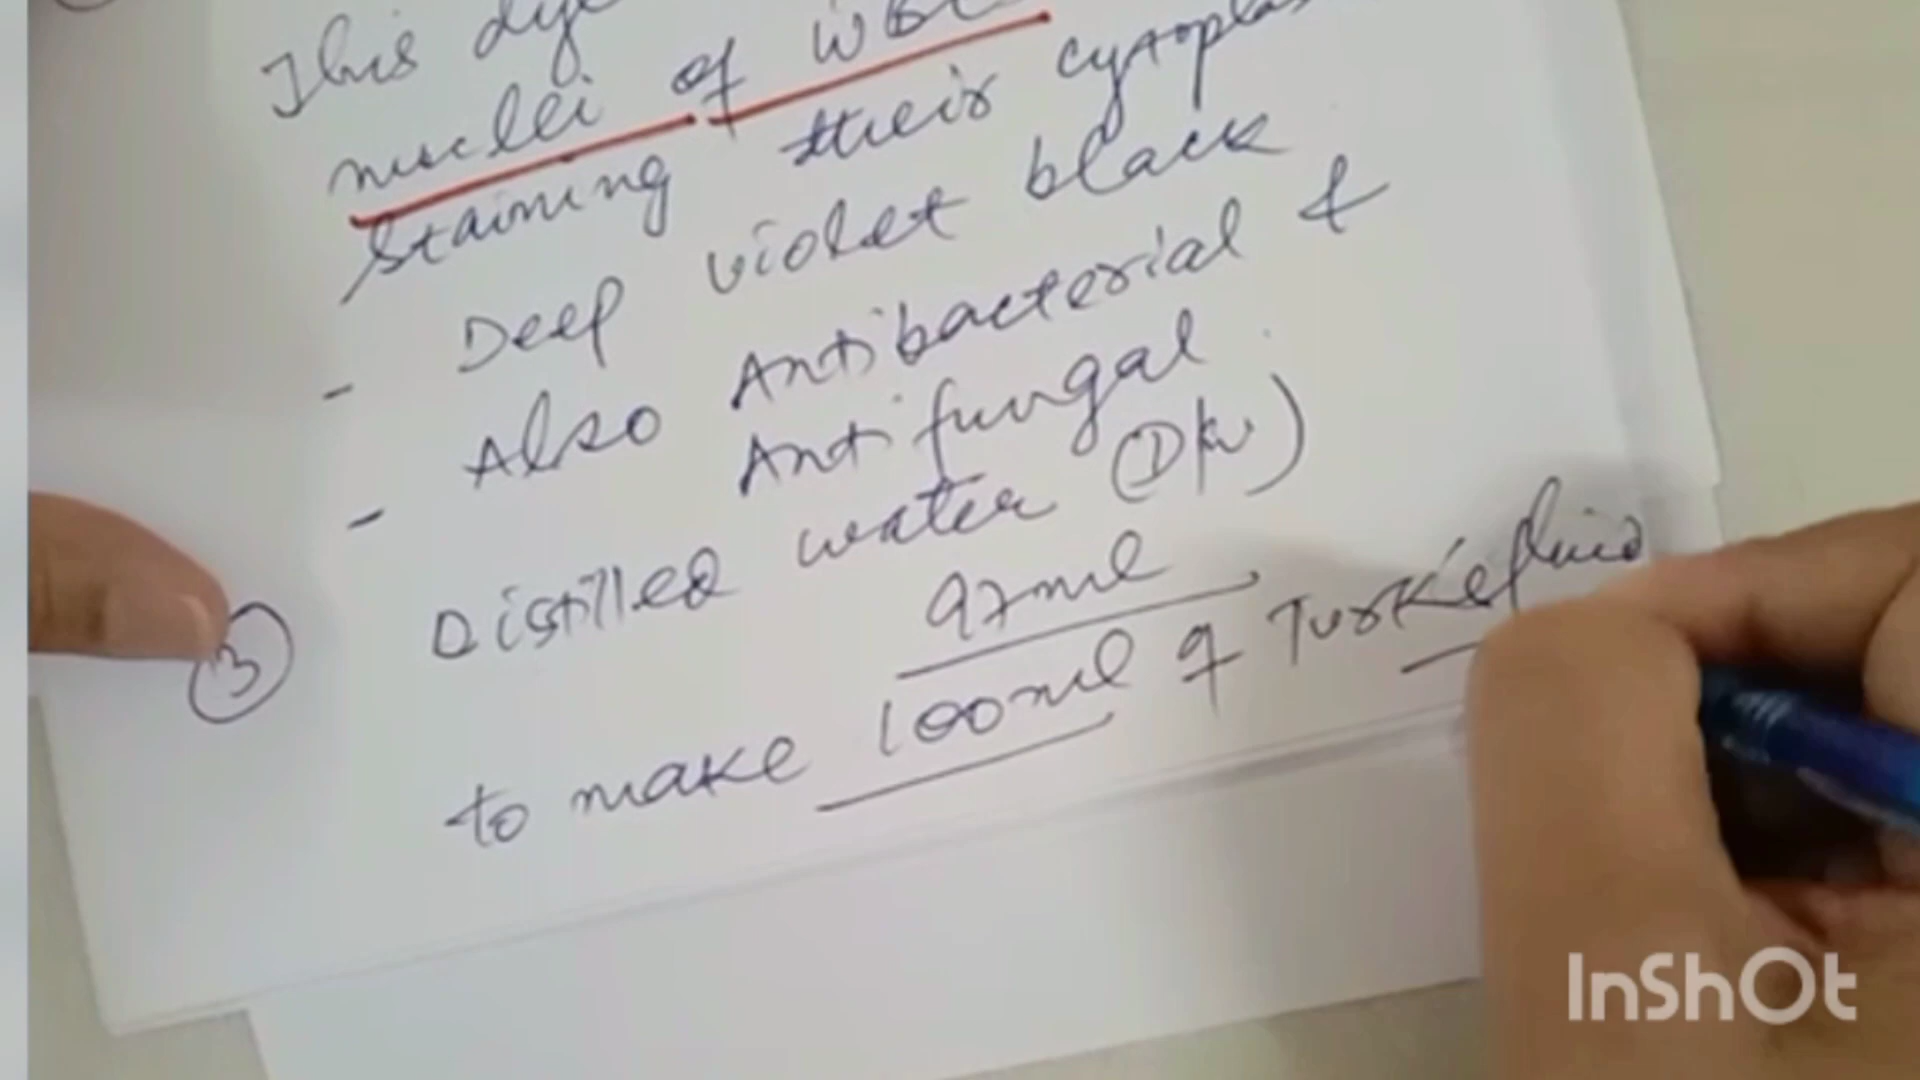 This dye
nuclei of WBC
staining their cytoplas
- Deep violet black
Also Antibacterial &
- Antifungal
③ Distilled water (D/w)
97ml
to make 100ml of Turk's fluid
InShOt